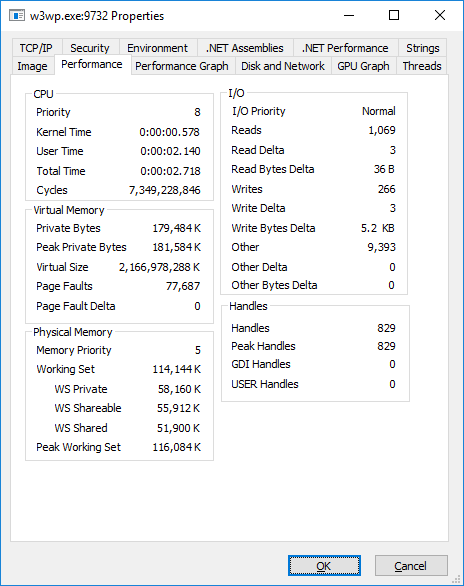 w3wp.exe:9732 Properties
TCP/IP Security Environment .NET Assemblies .NET Performance Strings
Image Performance Performance Graph Disk and Network GPU Graph Threads
CPU
Priority 8
Kernel Time 0:00:00.578
User Time 0:00:02.140
Total Time 0:00:02.718
Cycles 7,349,228,846
Virtual Memory
Private Bytes 179,484 K
Peak Private Bytes 181,584 K
Virtual Size 2,166,978,288 K
Page Faults 77,687
Page Fault Delta 0
Physical Memory
Memory Priority 5
Working Set 114,144 K
WS Private 58,160 K
WS Shareable 55,912 K
WS Shared 51,900 K
Peak Working Set 116,084 K
I/O
I/O Priority Normal
Reads 1,069
Read Delta 3
Read Bytes Delta 36 B
Writes 266
Write Delta 3
Write Bytes Delta 5.2 KB
Other 9,393
Other Delta 0
Other Bytes Delta 0
Handles
Handles 829
Peak Handles 829
GDI Handles 0
USER Handles 0
OK Cancel